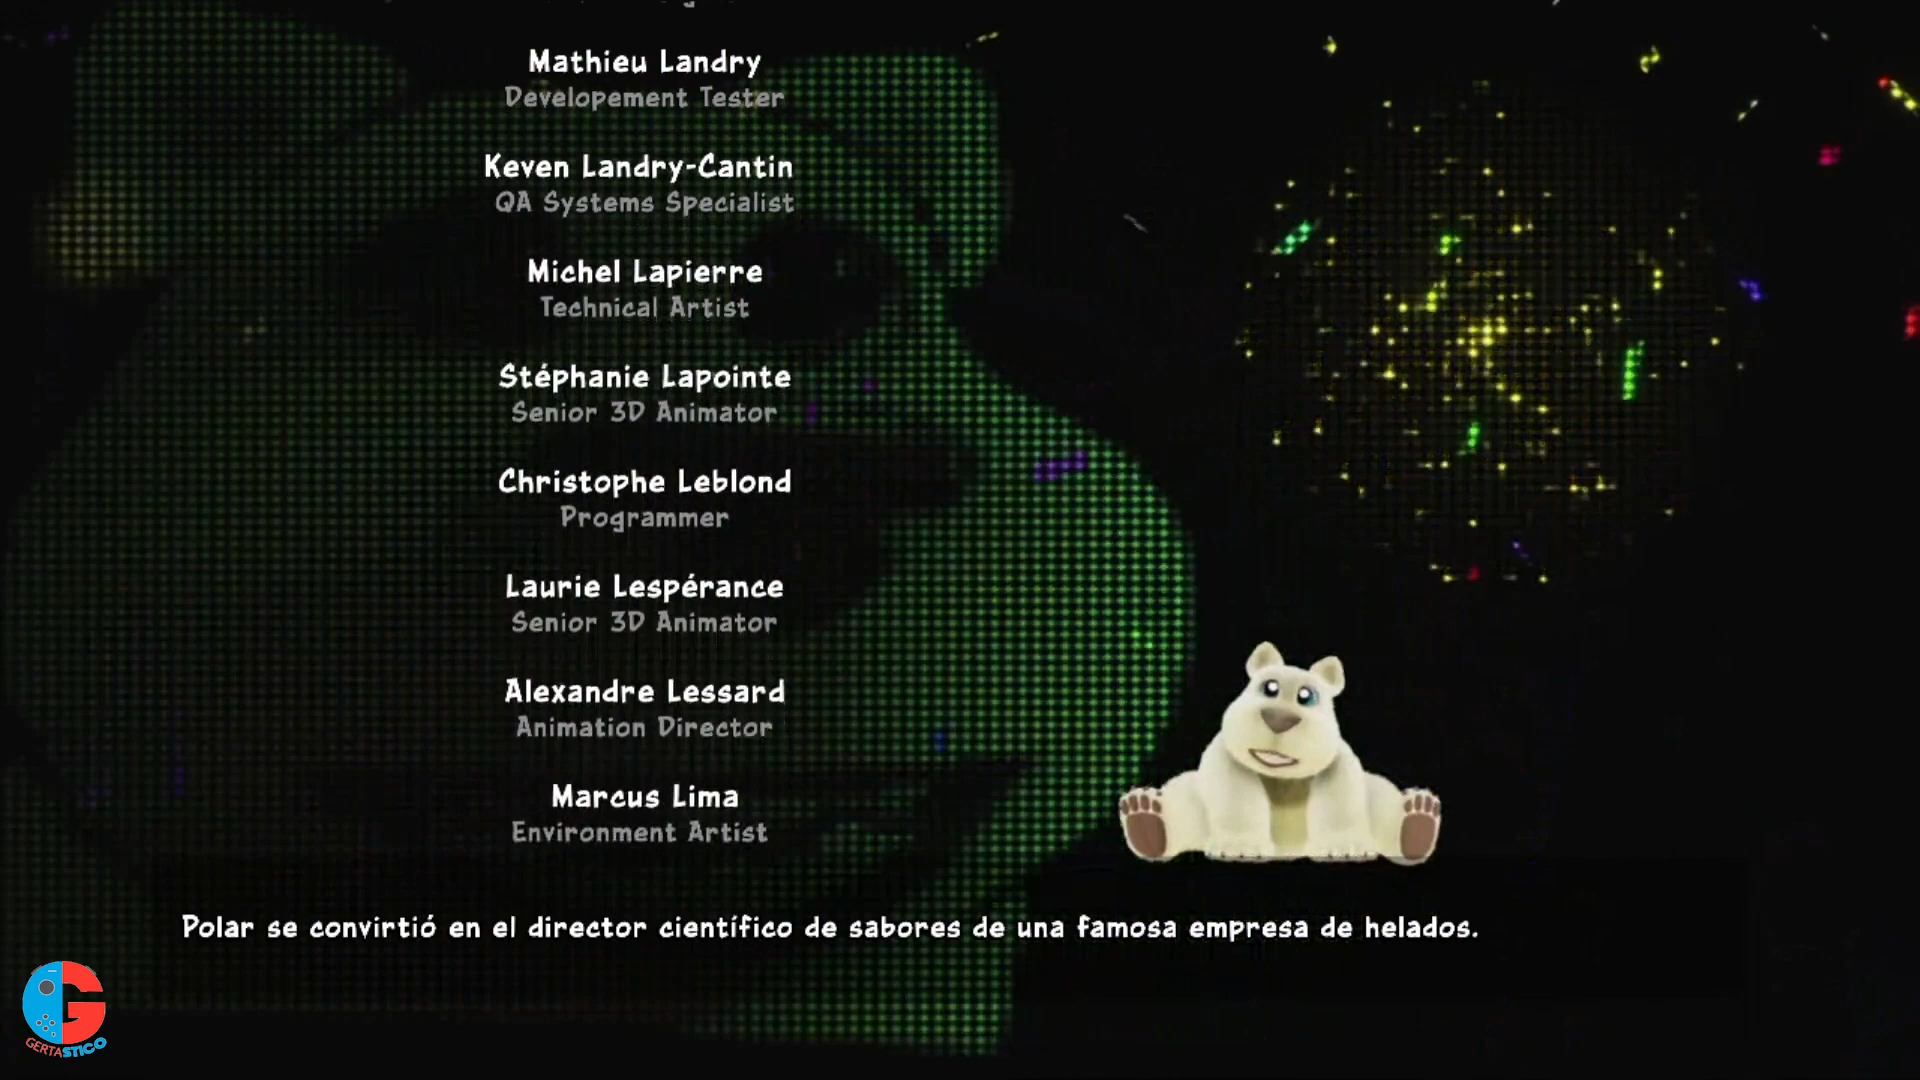 Mathieu Landry
Developement Tester
Keven Landry-Cantin
QA Systems Specialist
Michel Lapierre
Technical Artist
Stéphanie Lapointe
Senior 3D Animator
Christophe Leblond
Programmer
Laurie Lespérance
Senior 3D Animator
Alexandre Lessard
Animation Director
Marcus Lima
Environment Artist
Polar se convirtió en el director científico de sabores de una famosa empresa de helados.
G
GERTASTICO